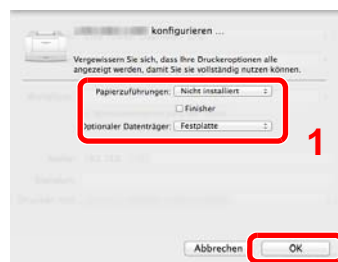 konfigurieren ...
Vergewissern Sie sich, dass Ihre Druckeroptionen alle
angezeigt werden, damit Sie sie vollständig nutzen können.
Papierzuführungen: Nicht installiert
Finisher
Optionaler Datenträger: Festplatte
1
Abbrechen OK